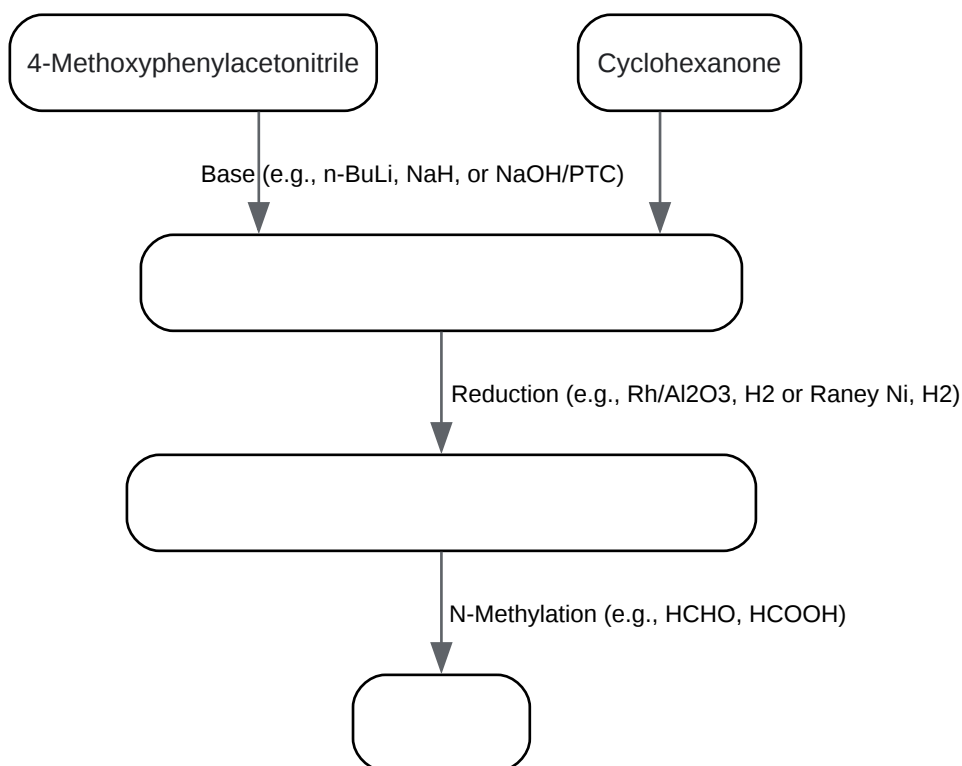 4-Methoxyphenylacetonitrile
Cyclohexanone
Base (e.g., n-BuLi, NaH, or NaOH/PTC)
Reduction (e.g., Rh/Al2O3, H2 or Raney Ni, H2)
N-Methylation (e.g., HCHO, HCOOH)